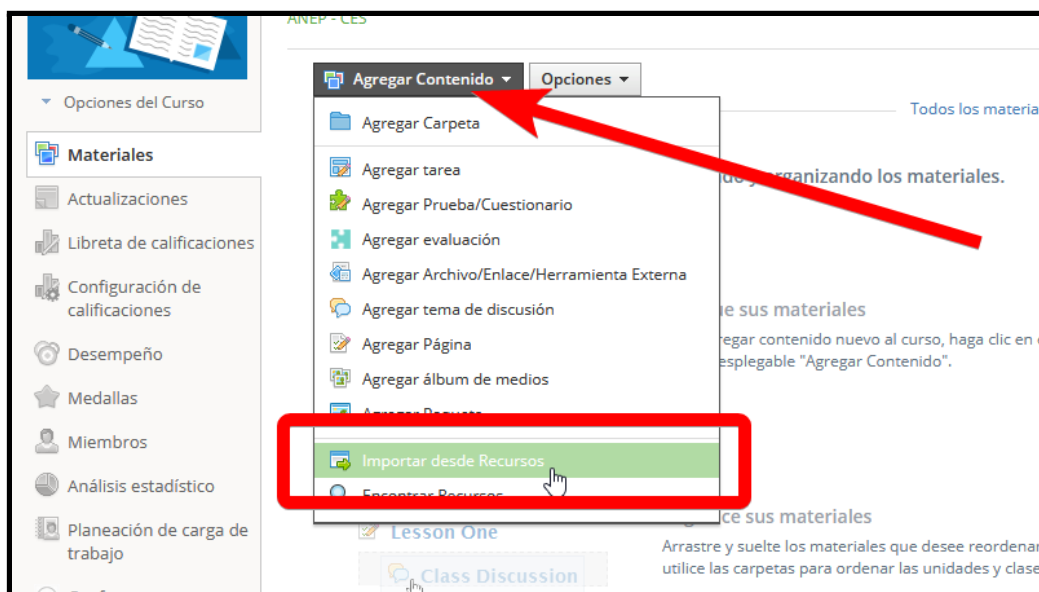 ANEP - CES
Agregar Contenido
Opciones
Opciones del Curso
Todos los materia
Agregar Carpeta
Materiales
Agregar tarea
y organizando los materiales.
Actualizaciones
Agregar Prueba/Cuestionario
Libreta de calificaciones
Agregar evaluación
Agregar Archivo/Enlace/Herramienta Externa
Configuración de
calificaciones
Agregar tema de discusión
sus materiales
Agregar Página
regar contenido nuevo al curso, haga clic en
esplegable "Agregar Contenido".
Desempeño
Agregar álbum de medios
Medallas
Agregar Paquete
Miembros
Importar desde Recursos
Análisis estadístico
Encontrar Recursos
Planeación de carga de
trabajo
ce sus materiales
Lesson One
Arrastre y suelte los materiales que desee reordenar
utilice las carpetas para ordenar las unidades y clase
Class Discussion